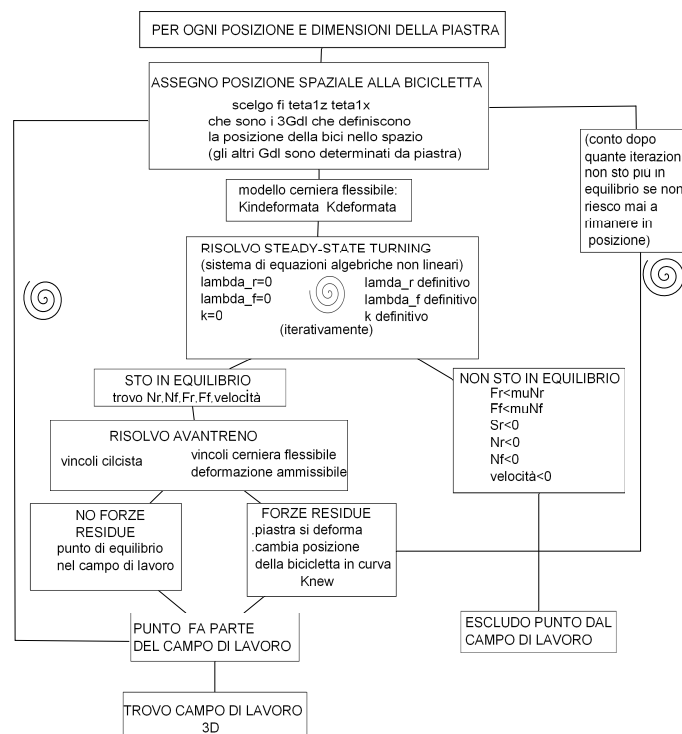 PER OGNI POSIZIONE E DIMENSIONI DELLA PIASTRA
ASSEGNO POSIZIONE SPAZIALE ALLA BICICLETTA
scelgo fi teta1z teta1x
che sono i 3Gdl che definiscono
la posizione della bici nello spazio
(gli altri Gdl sono determinati da piastra)
(conto dopo
quante iterazion
non sto più in
equilibrio se non
riesco mai a
rimanere in
posizione)
modello cerniera flessibile:
Kindeformata Kdeformata
RISOLVO STEADY-STATE TURNING
(sistema di equazioni algebriche non lineari)
lambda_r=0
lambda_f=0
k=0
lamda_r definitivo
lambda_f definitivo
k definitivo
(iterativamente)
STO IN EQUILIBRIO
trovo Nr,Nf,Fr,Ff,velocità
NON STO IN EQUILIBRIO
Fr<muNr
Ff<muNf
Sr<0
Nr<0
Nf<0
velocità<0
RISOLVO AVANTRENO
vincoli cilcista
vincoli cerniera flessibile
deformazione ammissibile
NO FORZE
RESIDUE
punto di equilibrio
nel campo di lavoro
FORZE RESIDUE
.piastra si deforma
.cambia posizione
della bicicletta in curva
Knew
PUNTO FA PARTE
DEL CAMPO DI LAVORO
ESCLUDO PUNTO DAL
CAMPO DI LAVORO
TROVO CAMPO DI LAVORO
3D